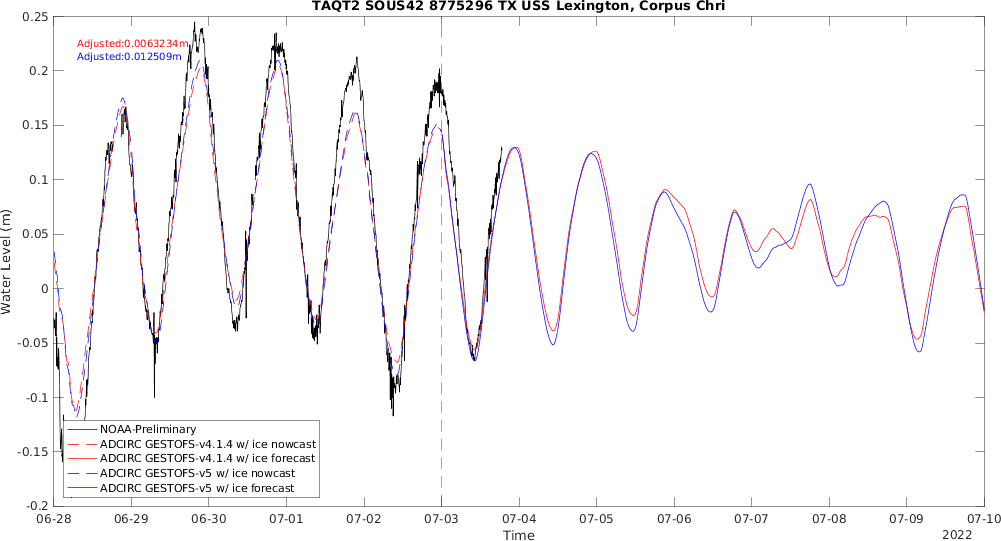 TAQT2 SOUS42 8775296 TX USS Lexington, Corpus Chri
Adjusted:0.0063234m
Adjusted:0.012509m
Water Level (m)
0.25
0.2
0.15
0.1
0.05
0
-0.05
-0.1
-0.15
-0.2
NOAA-Preliminary
ADCIRC GESTOFS-v4.1.4 w/ ice nowcast
ADCIRC GESTOFS-v4.1.4 w/ ice forecast
ADCIRC GESTOFS-v5 w/ ice nowcast
ADCIRC GESTOFS-v5 w/ ice forecast
06-28 06-29 06-30 07-01 07-02 07-03 07-04 07-05 07-06 07-07 07-08 07-09 07-10
Time
2022